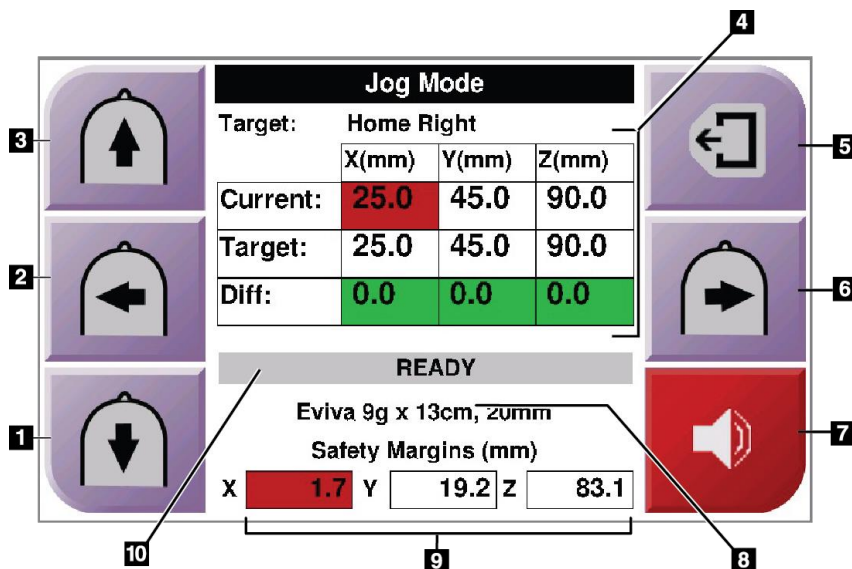 4
Jog Mode
Target: Home Right
3
5
X(mm) Y(mm) Z(mm)
Current: 25.0 45.0 90.0
Target: 25.0 45.0 90.0
2
6
Diff: 0.0 0.0 0.0
READY
Eviva 9g x 13cm, 20mm
1
7
Safety Margins (mm)
X 1.7 Y 19.2 Z 83.1
10
9
8